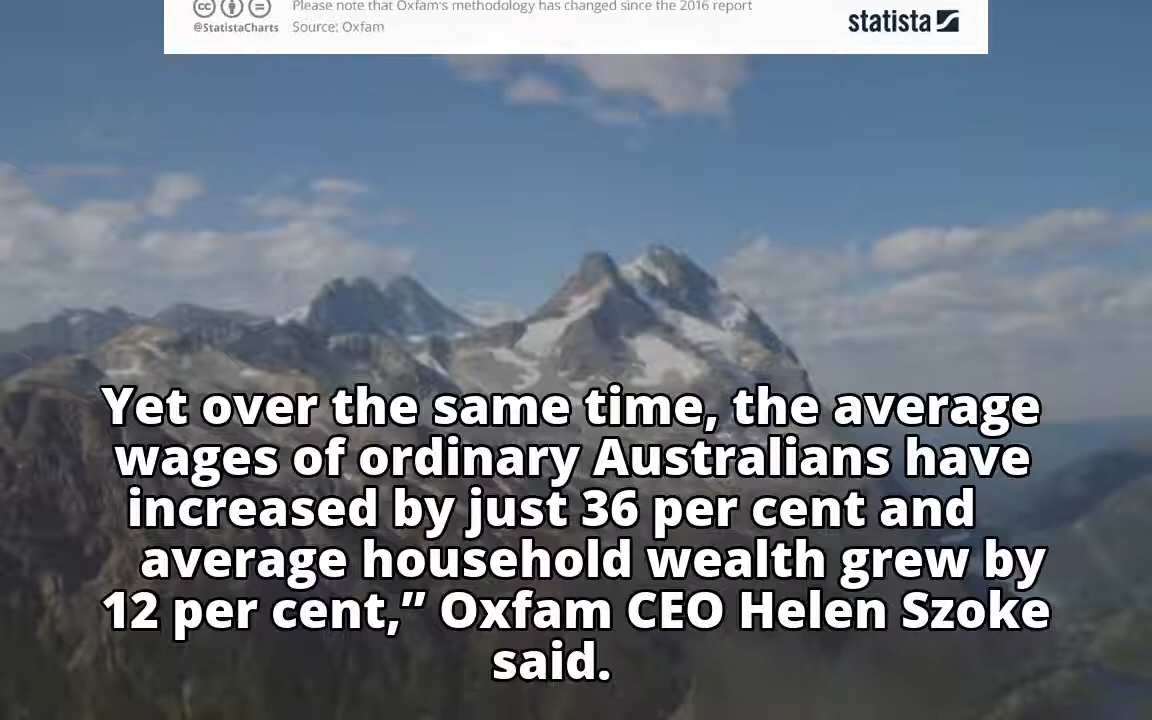 Please note that Oxfam's methodology has changed since the 2016 report
@StatistaCharts
Source: Oxfam
statista
Yet over the same time, the average
wages of ordinary Australians have
increased by just 36 per cent and
average household wealth grew by
12 per cent,” Oxfam CEO Helen Szoke
said.